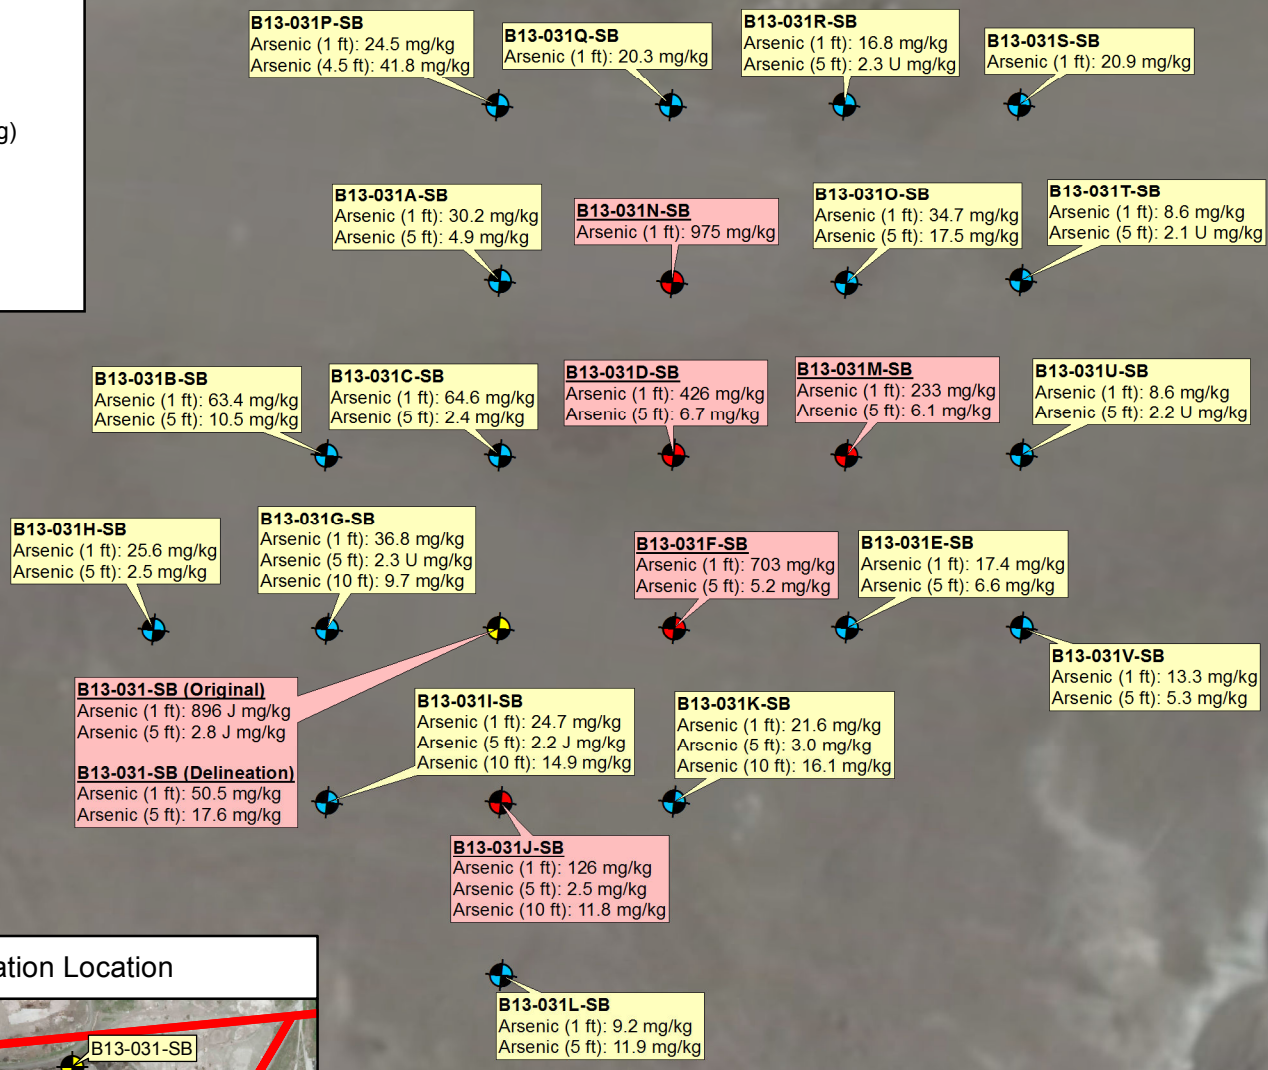 B13-031P-SB
Arsenic (1 ft): 24.5 mg/kg
Arsenic (4.5 ft): 41.8 mg/kg
B13-031Q-SB
Arsenic (1 ft): 20.3 mg/kg
B13-031R-SB
Arsenic (1 ft): 16.8 mg/kg
Arsenic (5 ft): 2.3 U mg/kg
B13-031S-SB
Arsenic (1 ft): 20.9 mg/kg
g)
B13-031A-SB
Arsenic (1 ft): 30.2 mg/kg
Arsenic (5 ft): 4.9 mg/kg
B13-031N-SB
Arsenic (1 ft): 975 mg/kg
B13-031O-SB
Arsenic (1 ft): 34.7 mg/kg
Arsenic (5 ft): 17.5 mg/kg
B13-031T-SB
Arsenic (1 ft): 8.6 mg/kg
Arsenic (5 ft): 2.1 U mg/kg
B13-031B-SB
Arsenic (1 ft): 63.4 mg/kg
Arsenic (5 ft): 10.5 mg/kg
B13-031C-SB
Arsenic (1 ft): 64.6 mg/kg
Arsenic (5 ft): 2.4 mg/kg
B13-031D-SB
Arsenic (1 ft): 426 mg/kg
Arsenic (5 ft): 6.7 mg/kg
B13-031M-SB
Arsenic (1 ft): 233 mg/kg
Arsenic (5 ft): 6.1 mg/kg
B13-031U-SB
Arsenic (1 ft): 8.6 mg/kg
Arsenic (5 ft): 2.2 U mg/kg
B13-031H-SB
Arsenic (1 ft): 25.6 mg/kg
Arsenic (5 ft): 2.5 mg/kg
B13-031G-SB
Arsenic (1 ft): 36.8 mg/kg
Arsenic (5 ft): 2.3 U mg/kg
Arsenic (10 ft): 9.7 mg/kg
B13-031F-SB
Arsenic (1 ft): 703 mg/kg
Arsenic (5 ft): 5.2 mg/kg
B13-031E-SB
Arsenic (1 ft): 17.4 mg/kg
Arsenic (5 ft): 6.6 mg/kg
B13-031V-SB
Arsenic (1 ft): 13.3 mg/kg
Arsenic (5 ft): 5.3 mg/kg
B13-031-SB (Original)
Arsenic (1 ft): 896 J mg/kg
Arsenic (5 ft): 2.8 J mg/kg
B13-031-SB (Delineation)
Arsenic (1 ft): 50.5 mg/kg
Arsenic (5 ft): 17.6 mg/kg
B13-031I-SB
Arsenic (1 ft): 24.7 mg/kg
Arsenic (5 ft): 2.2 J mg/kg
Arsenic (10 ft): 14.9 mg/kg
B13-031K-SB
Arsenic (1 ft): 21.6 mg/kg
Arsenic (5 ft): 3.0 mg/kg
Arsenic (10 ft): 16.1 mg/kg
B13-031J-SB
Arsenic (1 ft): 126 mg/kg
Arsenic (5 ft): 2.5 mg/kg
Arsenic (10 ft): 11.8 mg/kg
B13-031L-SB
Arsenic (1 ft): 9.2 mg/kg
Arsenic (5 ft): 11.9 mg/kg
ation Location
B13-031-SB